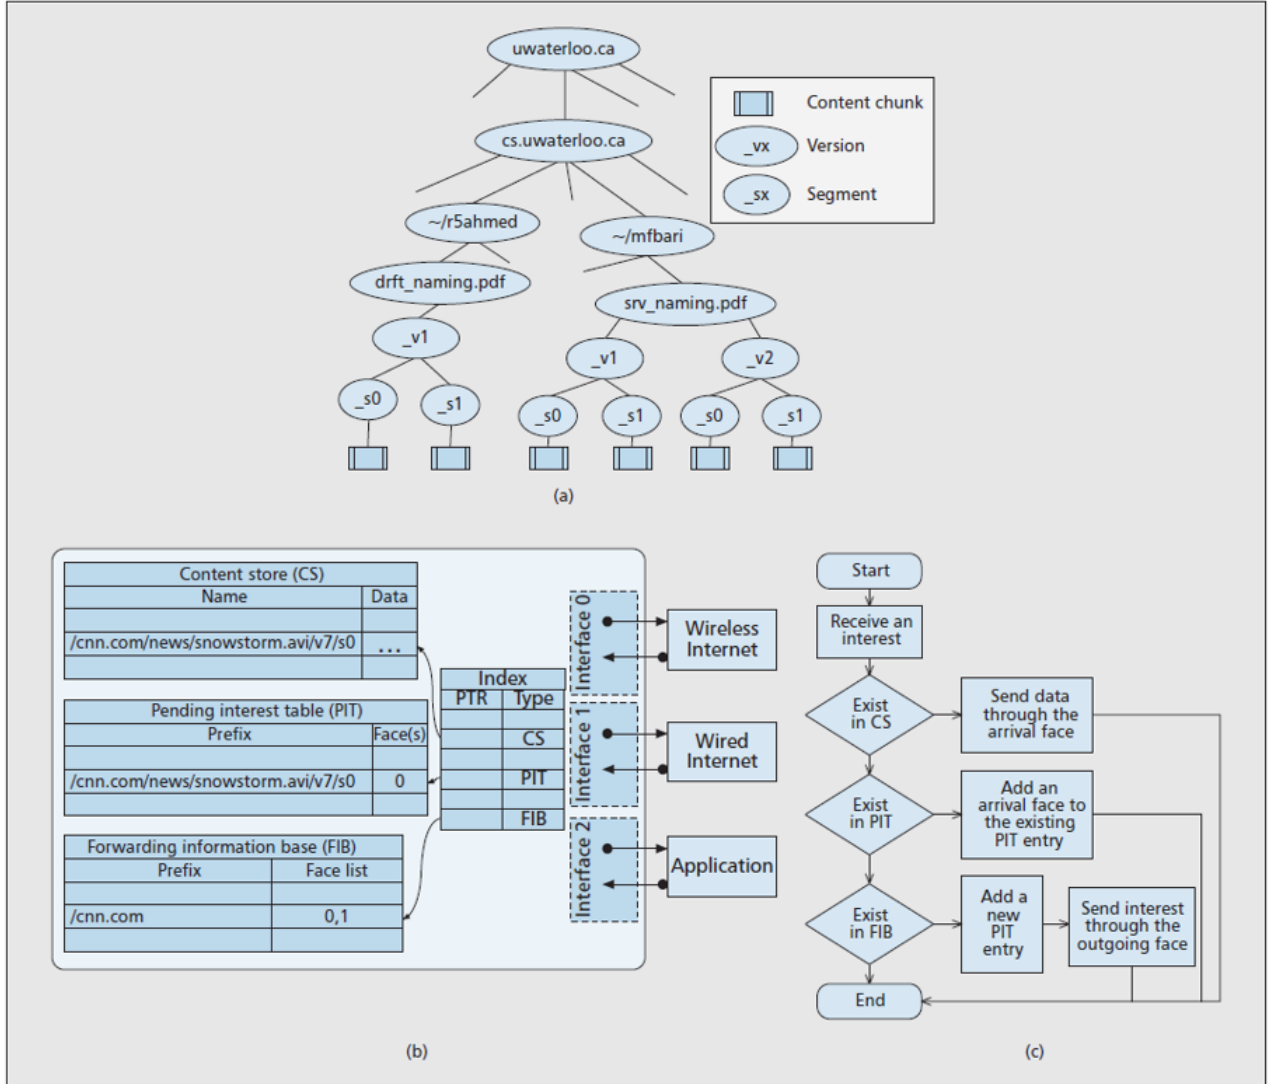 uwaterloo.ca
cs.uwaterloo.ca
Content chunk
_vx
Version
_sx
Segment
~/r5ahmed
~/mfbari
drft_naming.pdf
srv_naming.pdf
_v1
_v1
_v2
_s0
_s1
_s0
_s1
_s0
_s1
(a)
Content store (CS)
Name
Data
/cnn.com/news/snowstorm.avi/v7/s0
...
Pending interest table (PIT)
Prefix
Face(s)
/cnn.com/news/snowstorm.avi/v7/s0
0
Forwarding information base (FIB)
Prefix
Face list
/cnn.com
0,1
Index
PTR
Type
CS
PIT
FIB
Interface 0
Interface 1
Interface 2
Wireless
Internet
Wired
Internet
Application
(b)
Start
Receive an
interest
Exist
in CS
Send data
through the
arrival face
Exist
in PIT
Add an
arrival face to
the existing
PIT entry
Exist
in FIB
Add a
new
PIT
entry
Send interest
through the
outgoing face
End
(c)